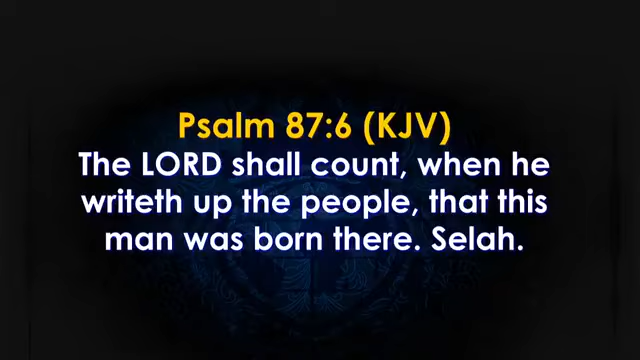 Psalm 87:6 (KJV)
The LORD shall count, when he
writeth up the people, that this
man was born there. Selah.